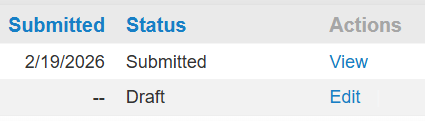 Submitted Status Actions
2/19/2026 Submitted View
-- Draft Edit